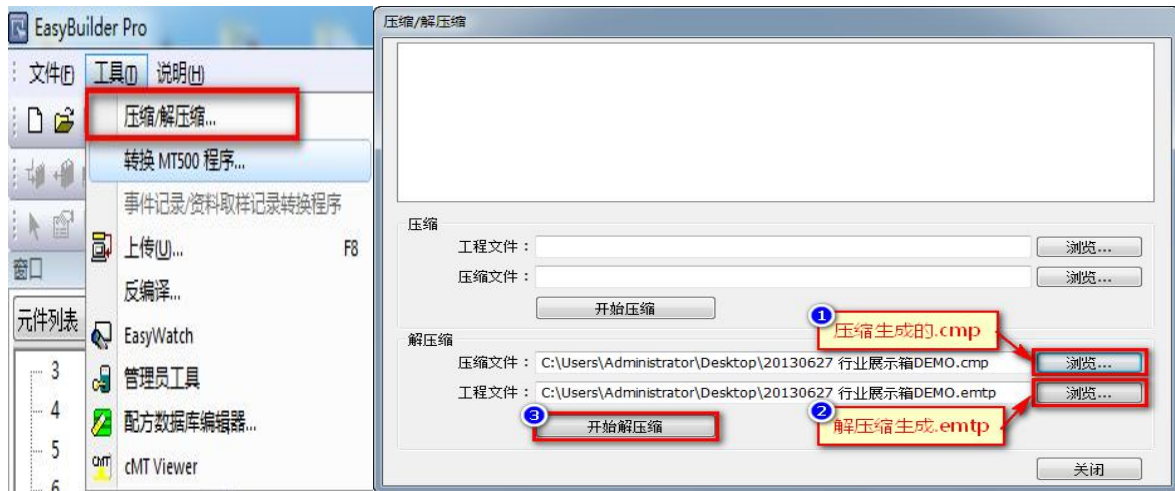 EasyBuilder Pro
文件(F) 工具(T) 说明(H)
压缩/解压缩...
转换 MT500 程序...
事件记录/资料取样记录转换程序
上传(U)... F8
反编译...
EasyWatch
管理员工具
配方数据库编辑器...
cMT Viewer
窗口
元件列表
3
4
5
6
CMT
压缩/解压缩
压缩
工程文件： 浏览...
压缩文件： 浏览...
开始压缩
1
压缩生成的.cmp
解压缩
压缩文件： C:\Users\Administrator\Desktop\20130627 行业展示箱DEMO.cmp 浏览...
工程文件： C:\Users\Administrator\Desktop\20130627 行业展示箱DEMO.emtp 浏览...
3
开始解压缩
2
解压缩生成.emtp
关闭